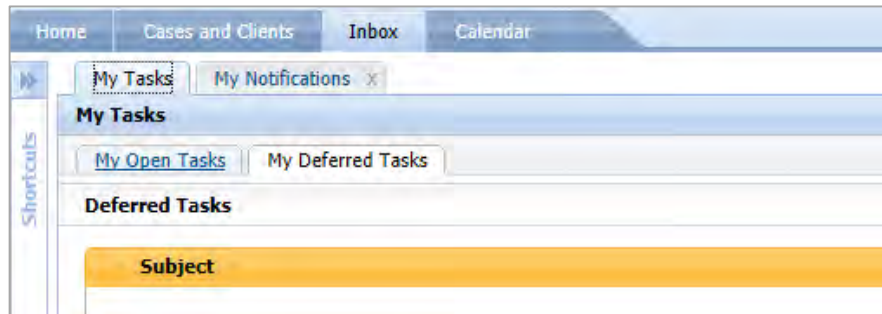 Home Cases and Clients Inbox Calendar
My Tasks My Notifications x
My Tasks
Shortcuts
My Open Tasks My Deferred Tasks
Deferred Tasks
Subject